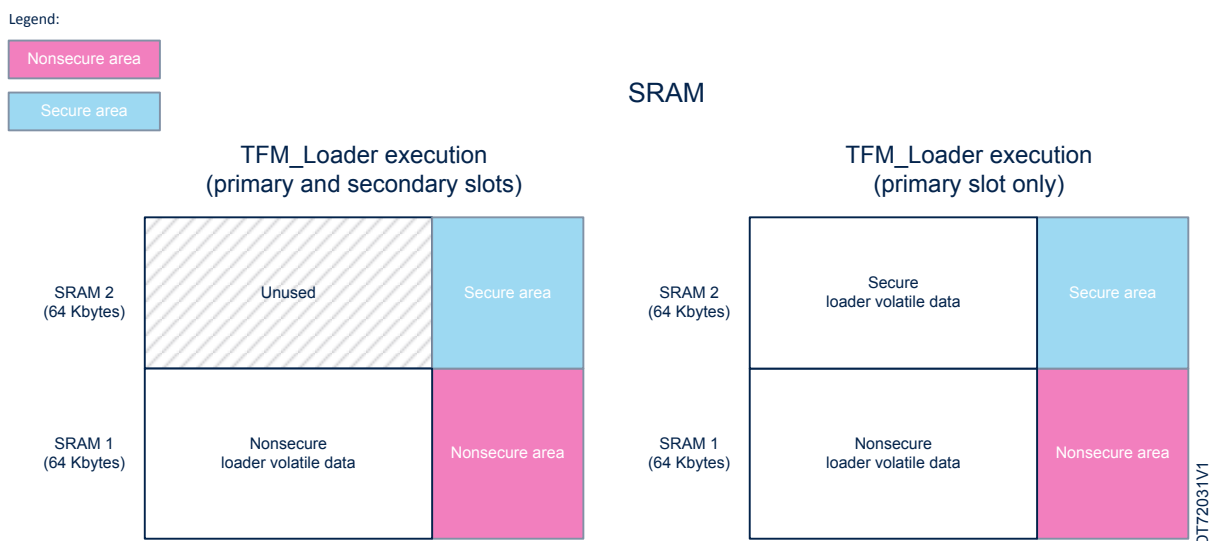 Legend:
Nonsecure area
Secure area
SRAM
TFM_Loader execution
(primary and secondary slots)
SRAM 2
(64 Kbytes)
Unused
Secure area
SRAM 1
(64 Kbytes)
Nonsecure
loader volatile data
Nonsecure area
TFM_Loader execution
(primary slot only)
SRAM 2
(64 Kbytes)
Secure
loader volatile data
Secure area
SRAM 1
(64 Kbytes)
Nonsecure
loader volatile data
Nonsecure area
DT72031V1